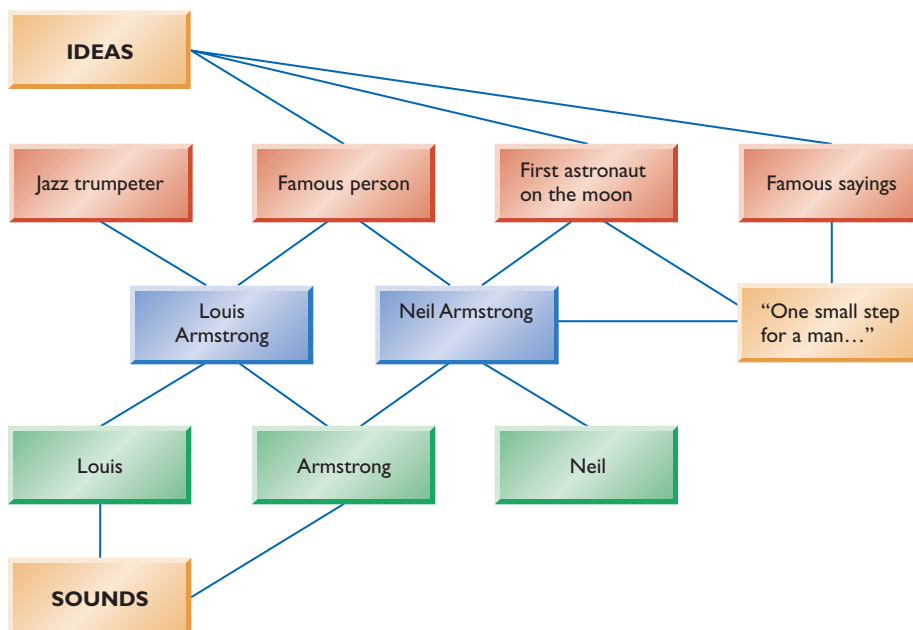 IDEAS
Jazz trumpeter
Famous person
First astronaut
on the moon
Famous sayings
Louis
Armstrong
Neil Armstrong
“One small step
for a man…”
Louis
Armstrong
Neil
SOUNDS